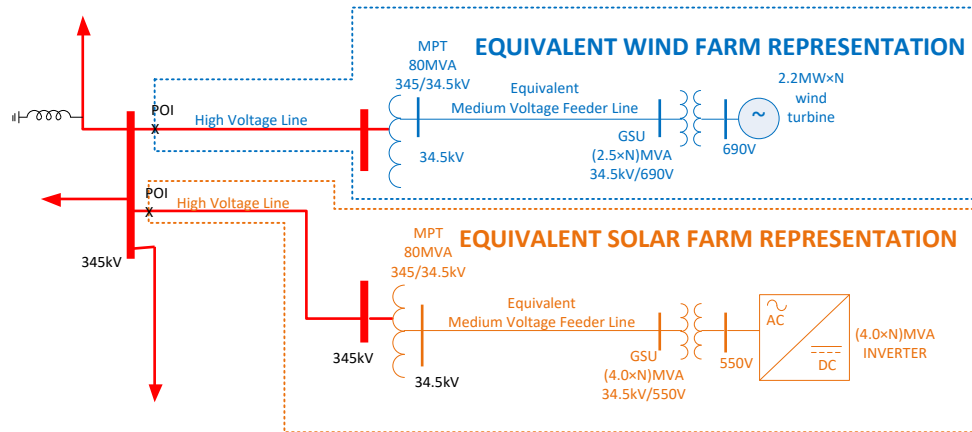 EQUIVALENT WIND FARM REPRESENTATION
MPT
80MVA
345/34.5kV
34.5kV
Equivalent
Medium Voltage Feeder Line
GSU
(2.5×N)MVA
34.5kV/690V
690V
2.2MW×N
wind
turbine
~
POI
X
High Voltage Line
POI
X
High Voltage Line
345kV
EQUIVALENT SOLAR FARM REPRESENTATION
MPT
80MVA
345/34.5kV
345kV
34.5kV
Equivalent
Medium Voltage Feeder Line
GSU
(4.0×N)MVA
34.5kV/550V
550V
AC
DC
(4.0×N)MVA
INVERTER